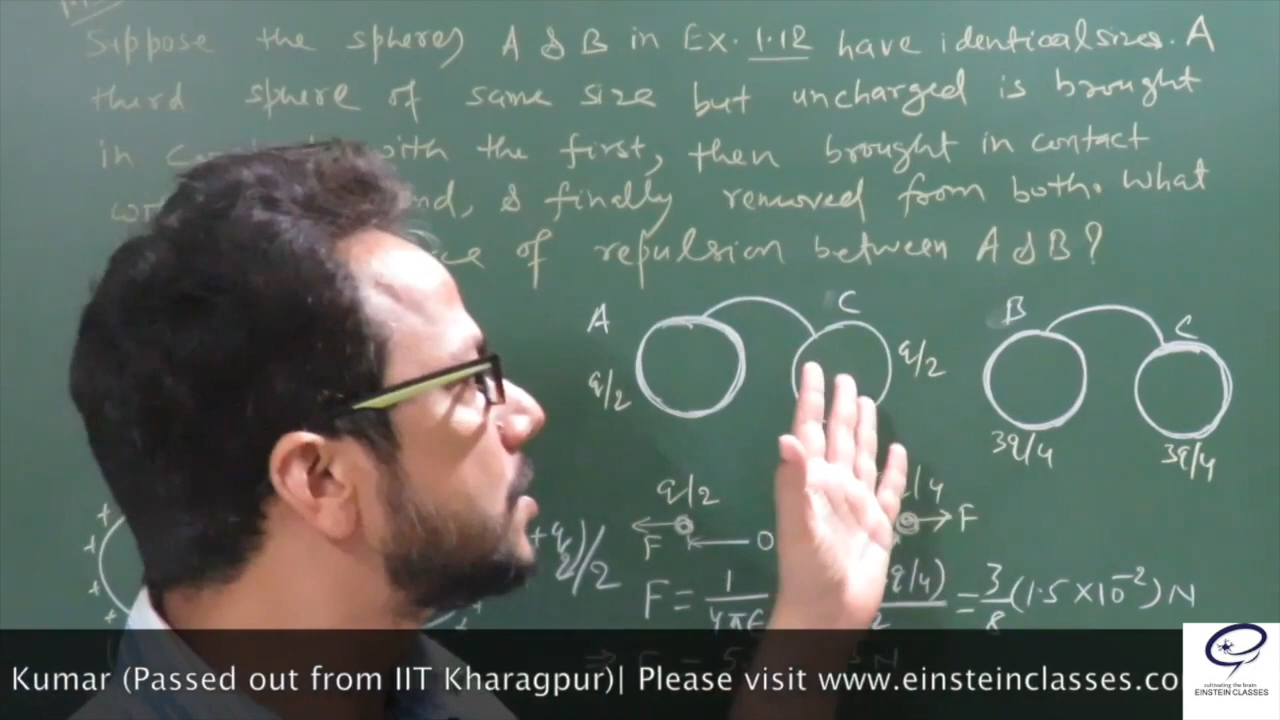 Suppose the spheres A & B in Ex. 1.12 have identical sizes. A
third sphere of same size but uncharged is brought
in with the first, then brought in contact
& finally removed from both. What
of repulsion between A & B?
A C B C
q/2 q/2
3q/4 3q/4
q/2
F F
F = 1 = 3/8 (1.5 × 10⁻²) N
Kumar (Passed out from IIT Kharagpur)| Please visit www.einsteinclasses.co
cultivating the brain
EINSTEIN CLASSES